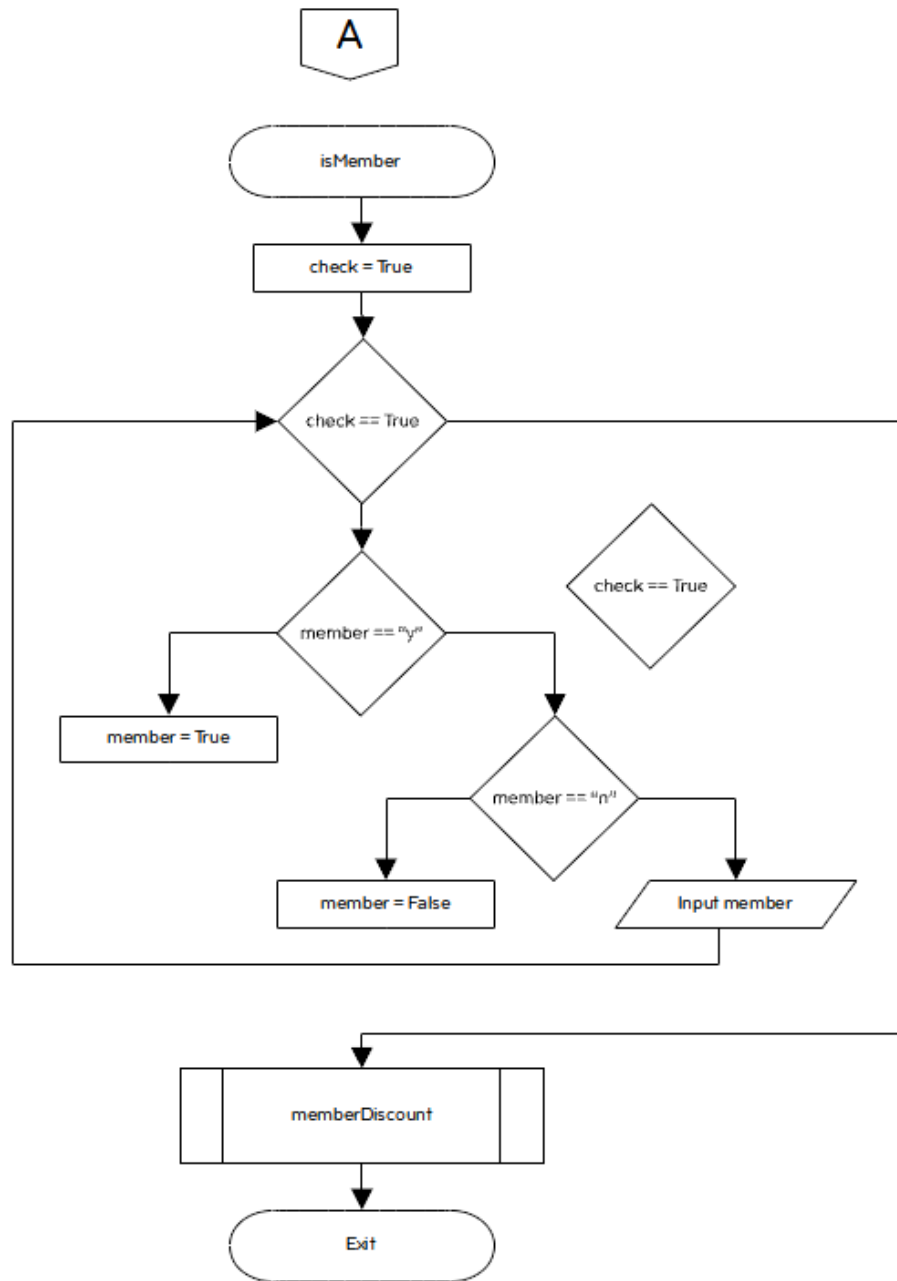 A
isMember
check = True
check == True
check == True
member == “y”
member = True
member == “n”
member = False
Input member
memberDiscount
Exit